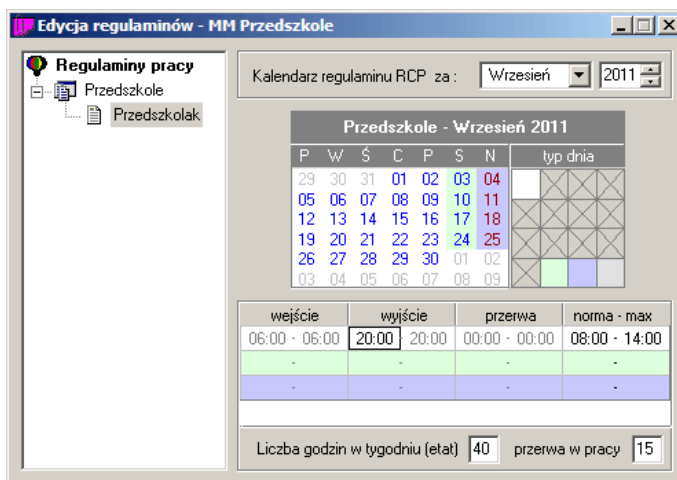 Edycja regulaminów - MM Przedszkole
Regulaminy pracy
Przedszkole
Przedszkolak
Kalendarz regulaminu RCP za : Wrzesień 2011
Przedszkole - Wrzesień 2011
P W Ś C P S N typ dnia
29 30 31 01 02 03 04
05 06 07 08 09 10 11
12 13 14 15 16 17 18
19 20 21 22 23 24 25
26 27 28 29 30 01 02
03 04 05 06 07 08 09
wejście wyjście przerwa norma - max
06:00 - 06:00 20:00 - 20:00 00:00 - 00:00 08:00 - 14:00
- - - -
- - - -
Liczba godzin w tygodniu (etat) 40 przerwa w pracy 15